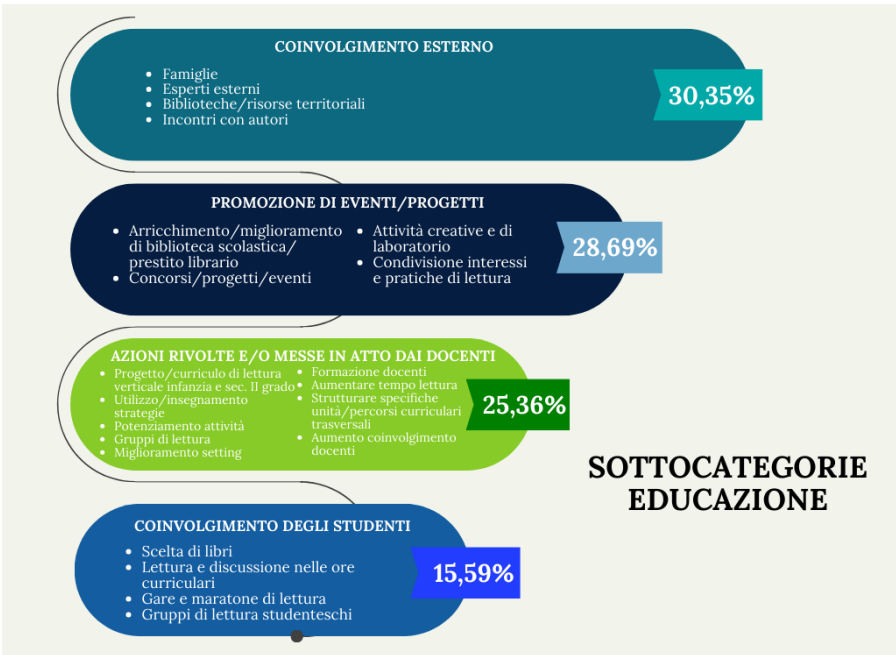 COINVOLGIMENTO ESTERNO
• Famiglie
• Esperti esterni
• Biblioteche/risorse territoriali
• Incontri con autori
30,35%
PROMOZIONE DI EVENTI/PROGETTI
• Arricchimento/miglioramento
di biblioteca scolastica/
prestito librario
• Concorsi/progetti/eventi
• Attività creative e di
laboratorio
• Condivisione interessi
e pratiche di lettura
28,69%
AZIONI RIVOLTE E/O MESSE IN ATTO DAI DOCENTI
• Progetto/curriculo di lettura
verticale infanzia e sec. II grado
• Utilizzo/insegnamento
strategie
• Potenziamento attività
• Gruppi di lettura
• Miglioramento setting
• Formazione docenti
• Aumentare tempo lettura
• Strutturare specifiche
unità/percorsi curriculari
trasversali
• Aumento coinvolgimento
docenti
25,36%
SOTTOCATEGORIE
EDUCAZIONE
COINVOLGIMENTO DEGLI STUDENTI
• Scelta di libri
• Lettura e discussione nelle ore
curriculari
• Gare e maratone di lettura
• Gruppi di lettura studenteschi
15,59%